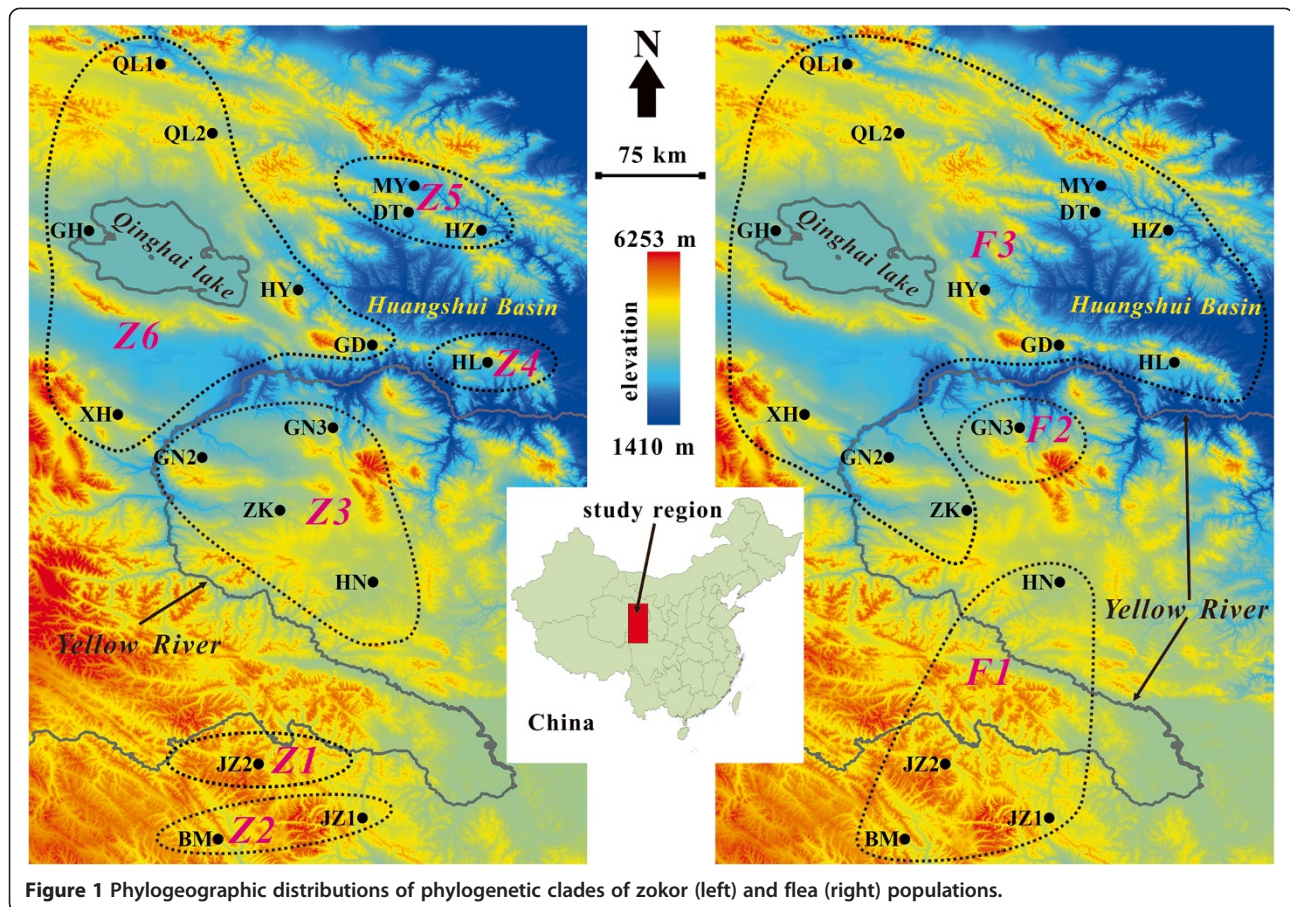 QL1
QL2
MY
Z5
DT
HZ
GH
Qinghai lake
HY
Huangshui Basin
Z6
GD
HL
Z4
XH
GN3
GN2
ZK
Z3
HN
Yellow River
JZ2
Z1
JZ1
BM
Z2
N
75 km
6253 m
elevation
1410 m
study region
China
QL1
QL2
MY
DT
F3
HZ
GH
Qinghai lake
HY
Huangshui Basin
GD
HL
XH
GN3
F2
GN2
ZK
HN
Yellow River
F1
JZ2
JZ1
BM
Figure 1 Phylogeographic distributions of phylogenetic clades of zokor (left) and flea (right) populations.